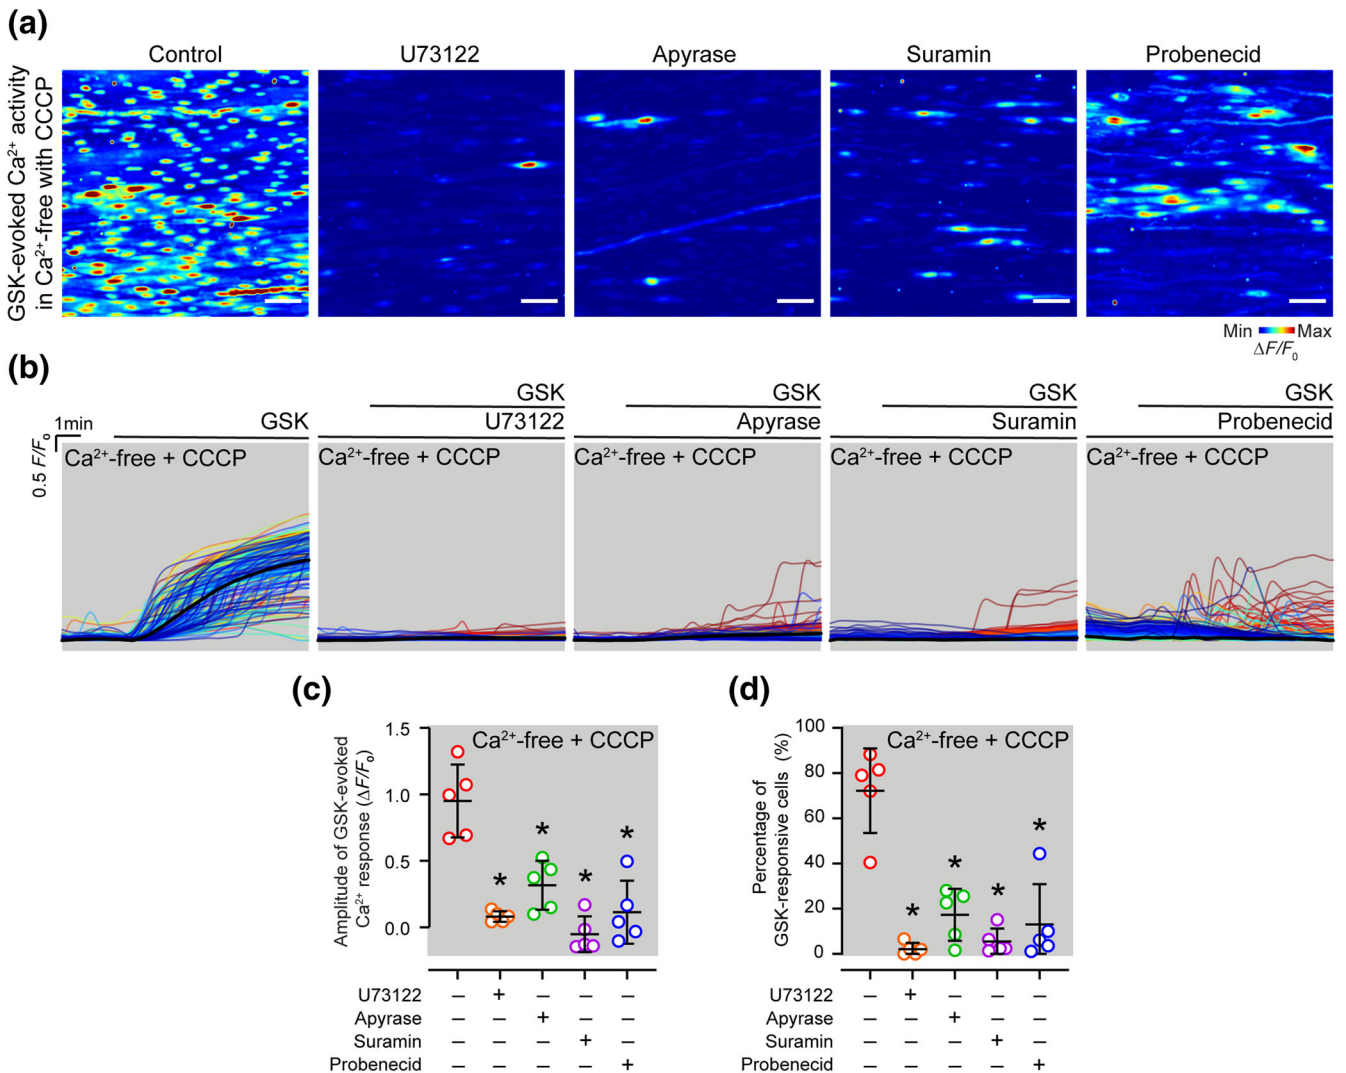 (a)
Control U73122 Apyrase Suramin Probenecid
GSK-evoked Ca²⁺ activity
in Ca²⁺-free with CCCP
Min Max
ΔF/F₀
(b)
GSK GSK GSK GSK
1min GSK U73122 Apyrase Suramin Probenecid
0.5 F/F₀
Ca²⁺-free + CCCP Ca²⁺-free + CCCP Ca²⁺-free + CCCP Ca²⁺-free + CCCP Ca²⁺-free + CCCP
(c)
Amplitude of GSK-evoked
Ca²⁺ response (ΔF/F₀)
Ca²⁺-free + CCCP
1.5
1.0
0.5
0.0
* * * *
U73122 – + – – –
Apyrase – – + – –
Suramin – – – + –
Probenecid – – – – +
(d)
Percentage of
GSK-responsive cells (%)
Ca²⁺-free + CCCP
100
80
60
40
20
0
* * * *
U73122 – + – – –
Apyrase – – + – –
Suramin – – – + –
Probenecid – – – – +